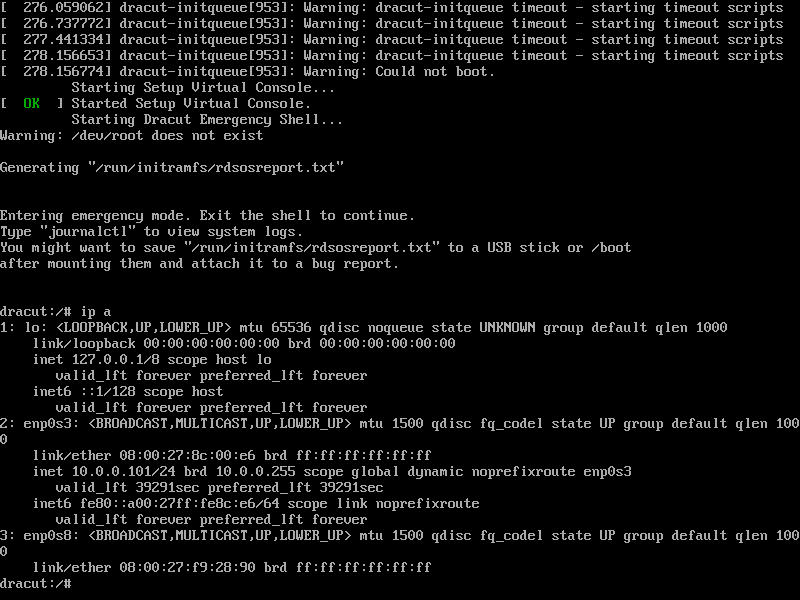 [  276.059062] dracut-initqueue[953]: Warning: dracut-initqueue timeout - starting timeout scripts
[  276.737772] dracut-initqueue[953]: Warning: dracut-initqueue timeout - starting timeout scripts
[  277.441334] dracut-initqueue[953]: Warning: dracut-initqueue timeout - starting timeout scripts
[  278.156653] dracut-initqueue[953]: Warning: dracut-initqueue timeout - starting timeout scripts
[  278.156774] dracut-initqueue[953]: Warning: Could not boot.
         Starting Setup Virtual Console...
[  OK  ] Started Setup Virtual Console.
         Starting Dracut Emergency Shell...
Warning: /dev/root does not exist

Generating "/run/initramfs/rdsosreport.txt"


Entering emergency mode. Exit the shell to continue.
Type "journalctl" to view system logs.
You might want to save "/run/initramfs/rdsosreport.txt" to a USB stick or /boot
after mounting them and attach it to a bug report.


dracut:/# ip a
1: lo: <LOOPBACK,UP,LOWER_UP> mtu 65536 qdisc noqueue state UNKNOWN group default qlen 1000
    link/loopback 00:00:00:00:00:00 brd 00:00:00:00:00:00
    inet 127.0.0.1/8 scope host lo
       valid_lft forever preferred_lft forever
    inet6 ::1/128 scope host
       valid_lft forever preferred_lft forever
2: enp0s3: <BROADCAST,MULTICAST,UP,LOWER_UP> mtu 1500 qdisc fq_codel state UP group default qlen 100
0
    link/ether 08:00:27:8c:00:e6 brd ff:ff:ff:ff:ff:ff
    inet 10.0.0.101/24 brd 10.0.0.255 scope global dynamic noprefixroute enp0s3
       valid_lft 39291sec preferred_lft 39291sec
    inet6 fe80::a00:27ff:fe8c:e6/64 scope link noprefixroute
       valid_lft forever preferred_lft forever
3: enp0s8: <BROADCAST,MULTICAST,UP,LOWER_UP> mtu 1500 qdisc fq_codel state UP group default qlen 100
0
    link/ether 08:00:27:f9:28:90 brd ff:ff:ff:ff:ff:ff
dracut:/#